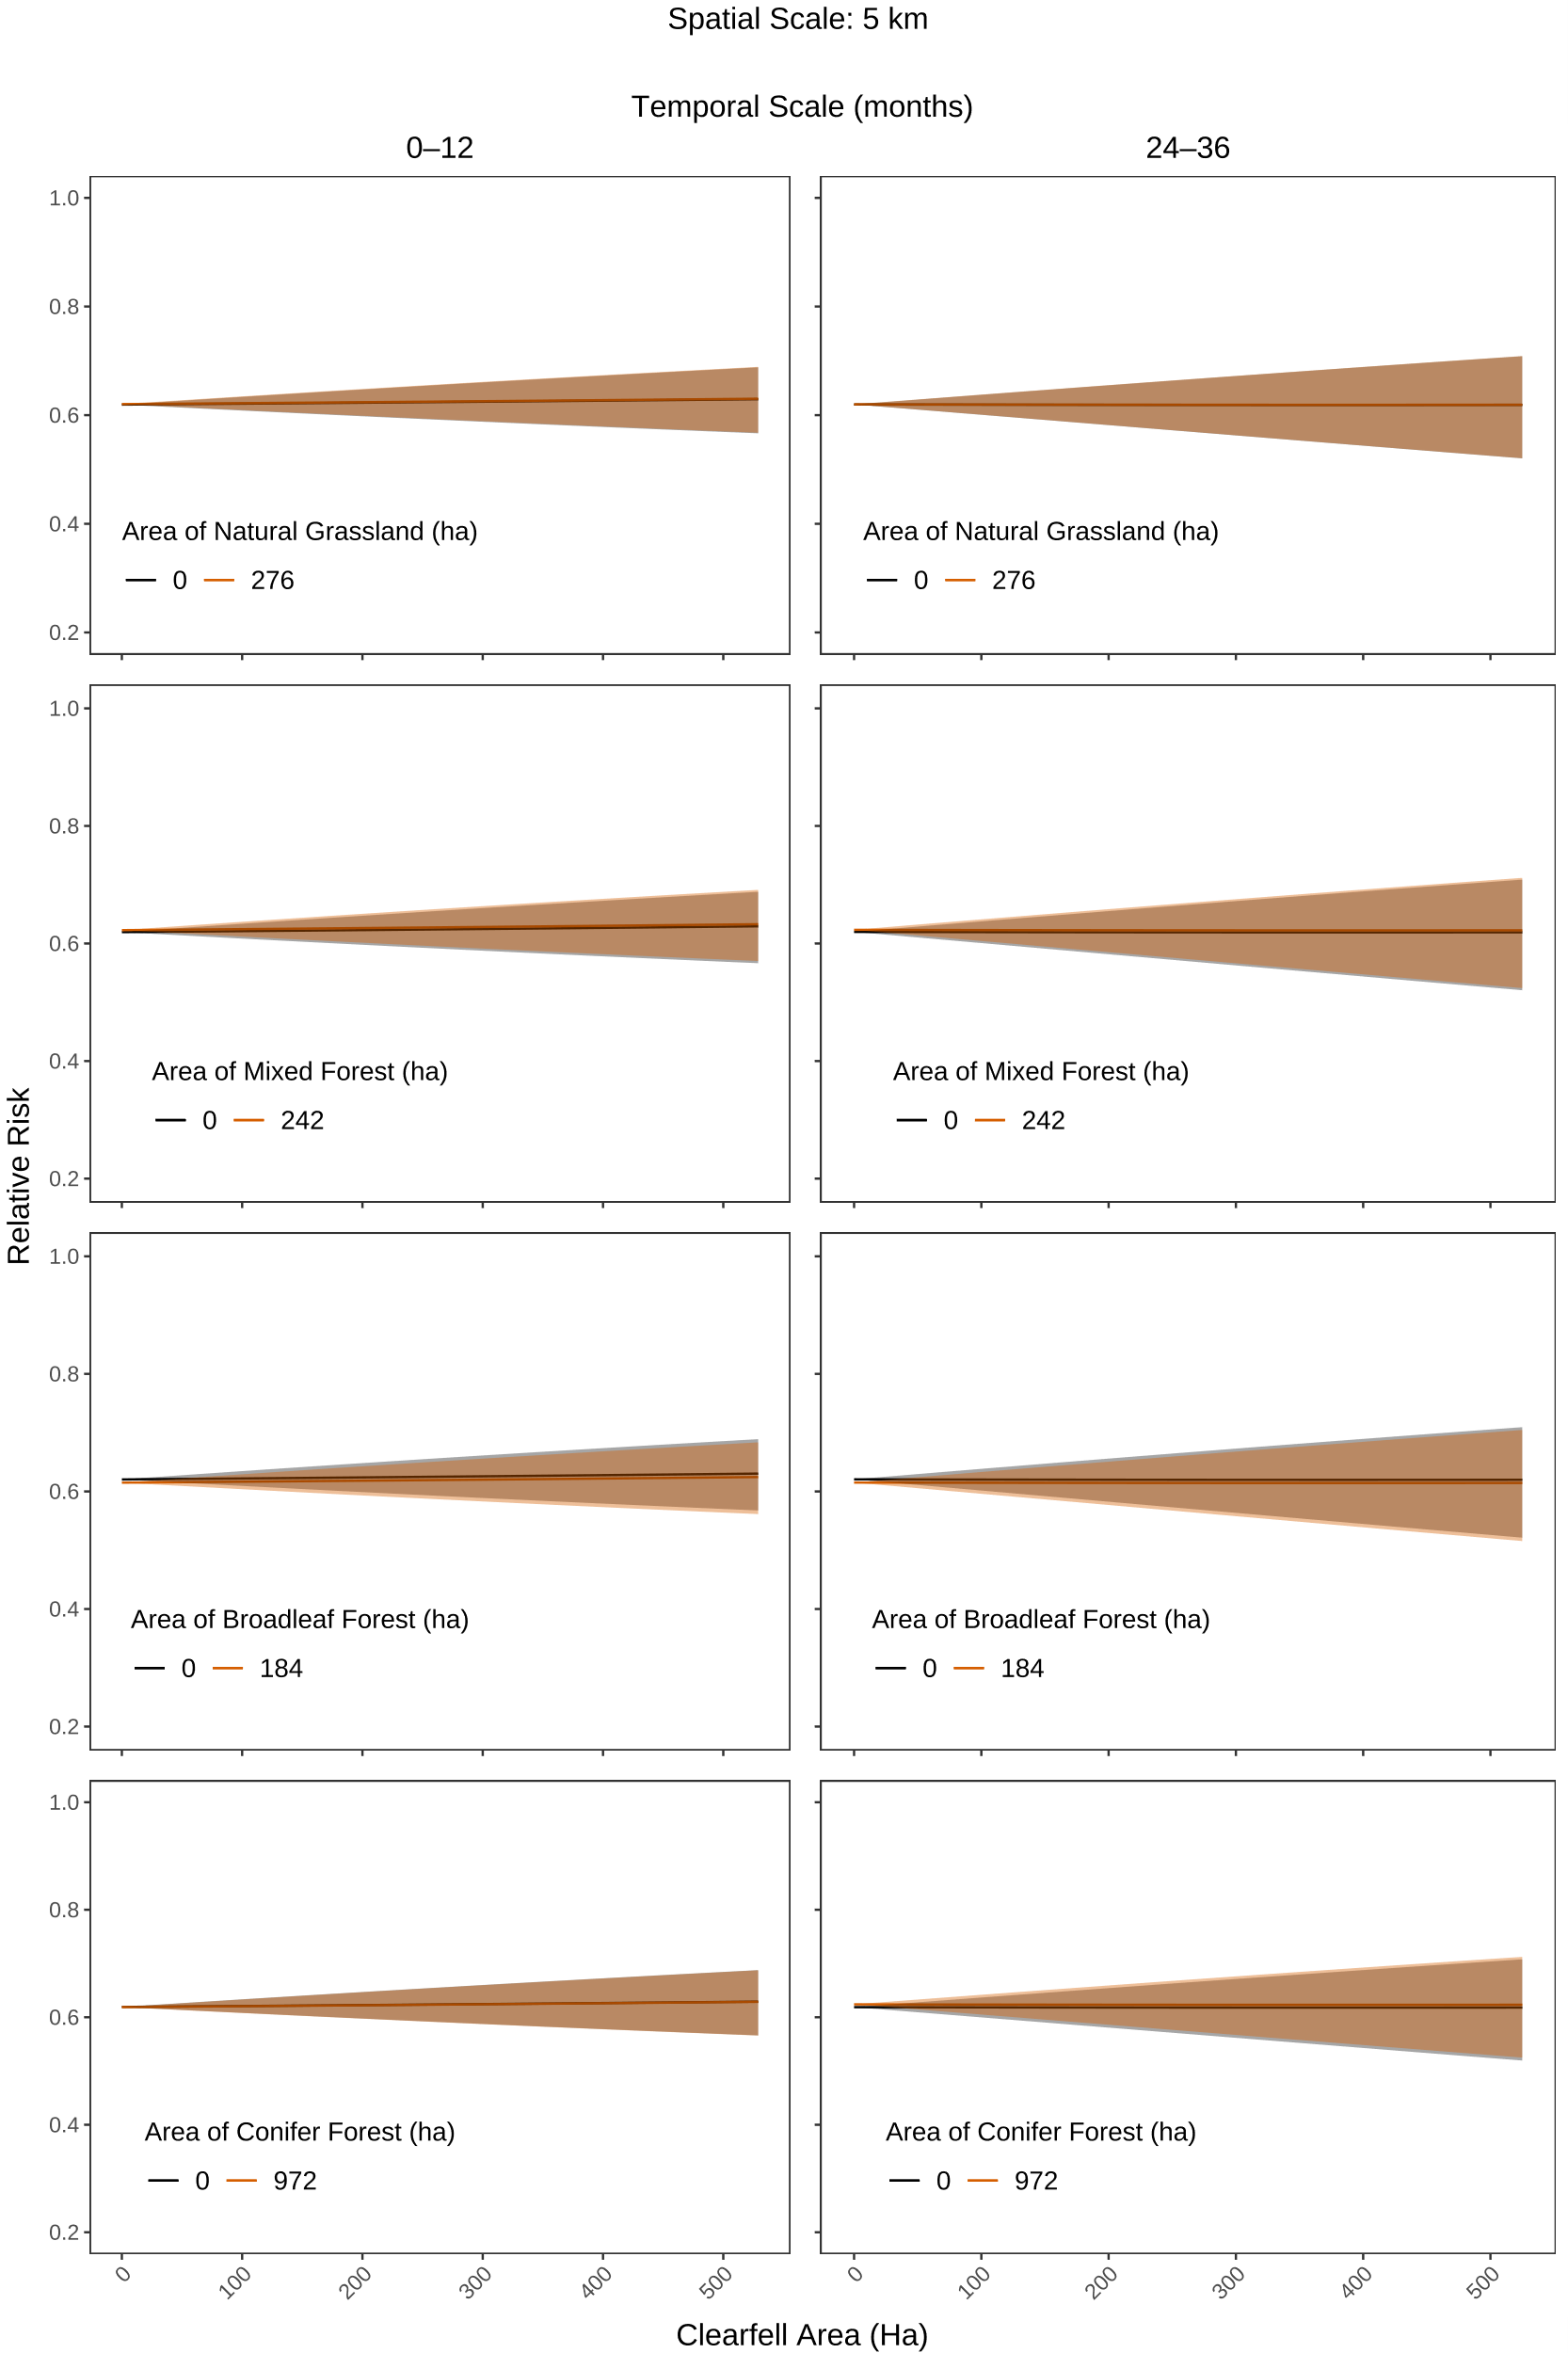 Spatial Scale: 5 km
Temporal Scale (months)
0–12 24–36
1.0
0.8
0.6
0.4
0.2
Area of Natural Grassland (ha)
0 276
Area of Natural Grassland (ha)
0 276
1.0
0.8
0.6
0.4
0.2
Area of Mixed Forest (ha)
0 242
Area of Mixed Forest (ha)
0 242
Relative Risk
1.0
0.8
0.6
0.4
0.2
Area of Broadleaf Forest (ha)
0 184
Area of Broadleaf Forest (ha)
0 184
1.0
0.8
0.6
0.4
0.2
Area of Conifer Forest (ha)
0 972
Area of Conifer Forest (ha)
0 972
0 100 200 300 400 500
0 100 200 300 400 500
Clearfell Area (Ha)